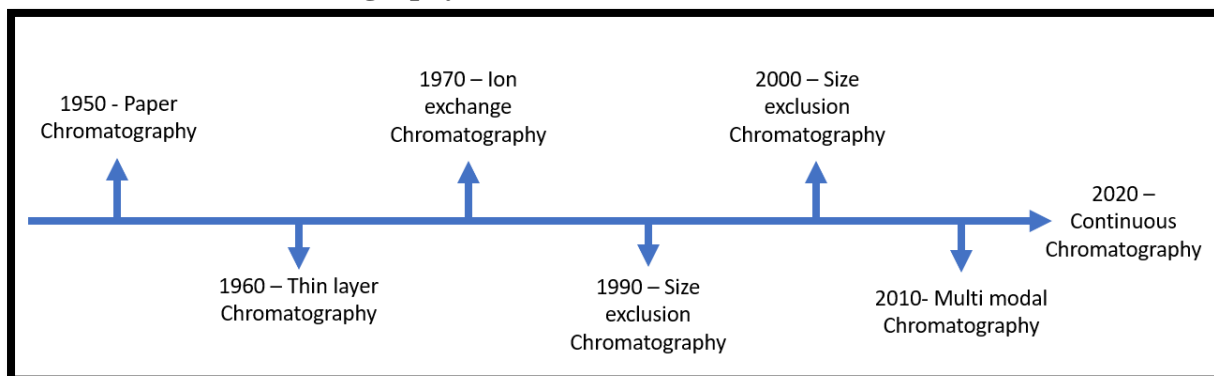 1950 - Paper
Chromatography
1960 – Thin layer
Chromatography
1970 – Ion
exchange
Chromatography
1990 – Size
exclusion
Chromatography
2000 – Size
exclusion
Chromatography
2010- Multi modal
Chromatography
2020 –
Continuous
Chromatography